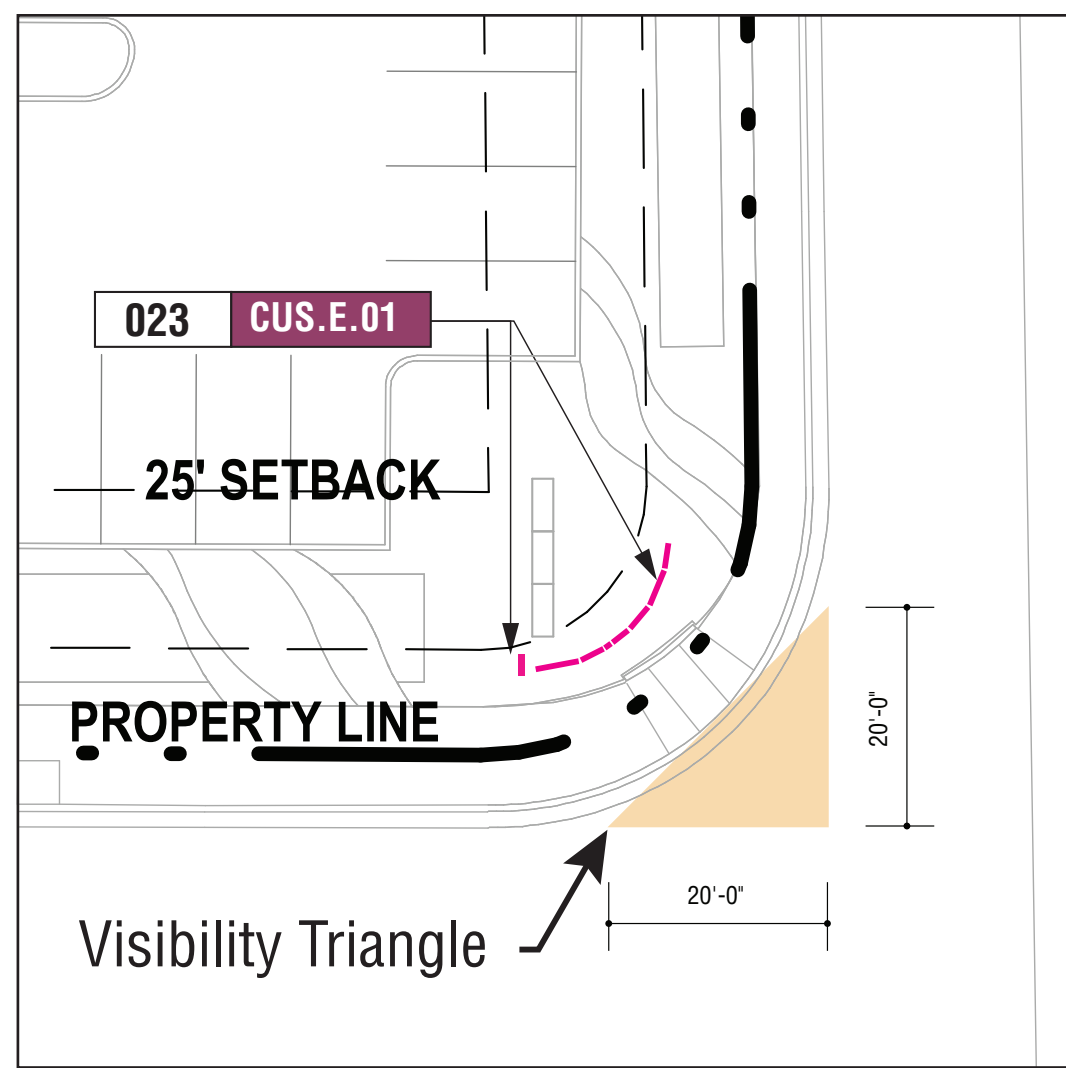 023 CUS.E.01
25' SETBACK
PROPERTY LINE
20'-0"
20'-0"
Visibility Triangle